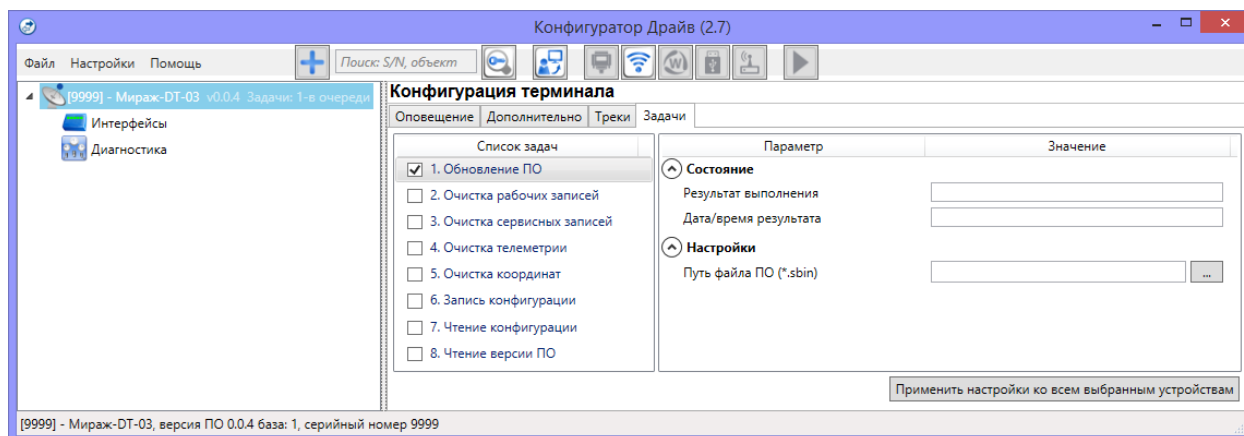 Конфигуратор Драйв (2.7)
Файл Настройки Помощь Поиск: S/N, объект
[9999] - Мираж-DT-03 v0.0.4 Задачи: 1-в очереди
Интерфейсы
Диагностика
Конфигурация терминала
Оповещение Дополнительно Треки Задачи
Список задач Параметр Значение
1. Обновление ПО Состояние
2. Очистка рабочих записей Результат выполнения
3. Очистка сервисных записей Дата/время результата
4. Очистка телеметрии Настройки
5. Очистка координат Путь файла ПО (*.sbin) ...
6. Запись конфигурации
7. Чтение конфигурации
8. Чтение версии ПО
Применить настройки ко всем выбранным устройствам
[9999] - Мираж-DT-03, версия ПО 0.0.4 база: 1, серийный номер 9999